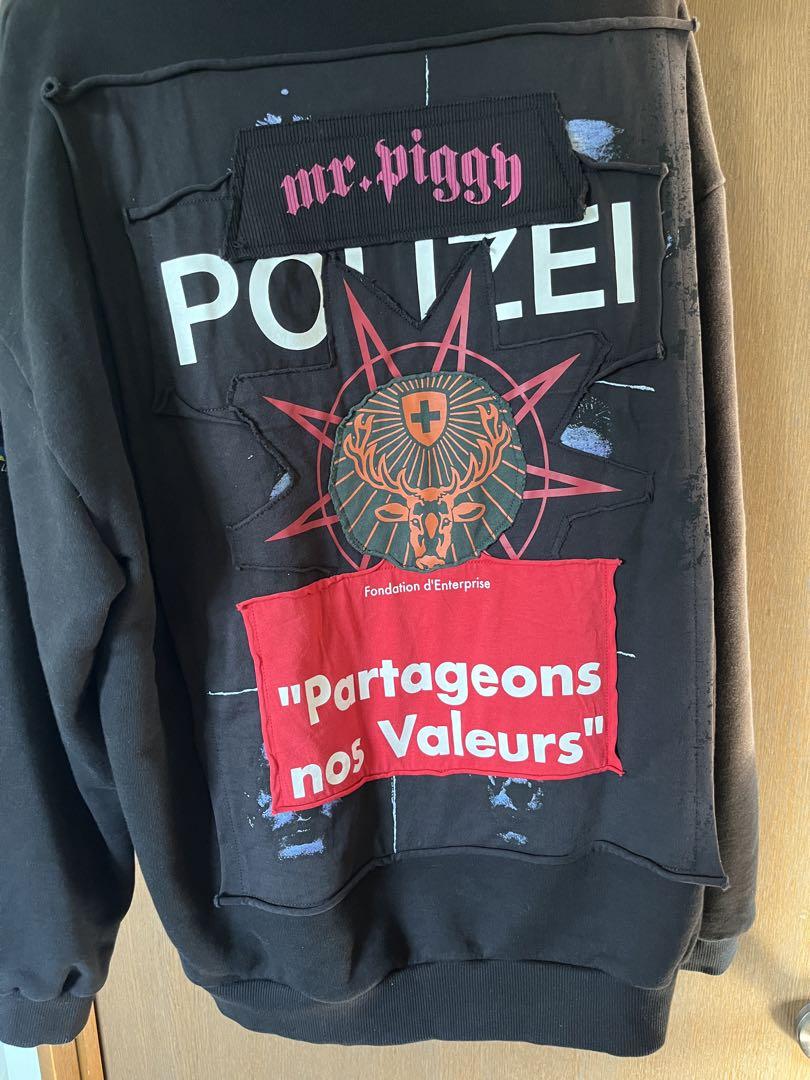 mr.piggy
POLIZEI
Fondation d'Enterprise
"Partageons
nos Valeurs"